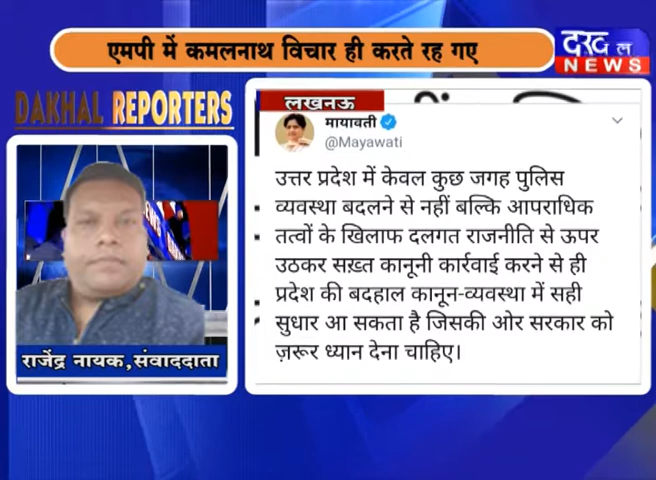 एमपी में कमलनाथ विचार ही करते रह गए
दखल
NEWS
DAKHAL REPORTERS
लखनऊ
मायावती
@Mayawati
उत्तर प्रदेश में केवल कुछ जगह पुलिस
व्यवस्था बदलने से नहीं बल्कि आपराधिक
तत्वों के खिलाफ दलगत राजनीति से ऊपर
उठकर सख़्त कानूनी कार्रवाई करने से ही
प्रदेश की बदहाल कानून-व्यवस्था में सही
सुधार आ सकता है जिसकी ओर सरकार को
ज़रूर ध्यान देना चाहिए।
राजेंद्र नायक,संवाददाता